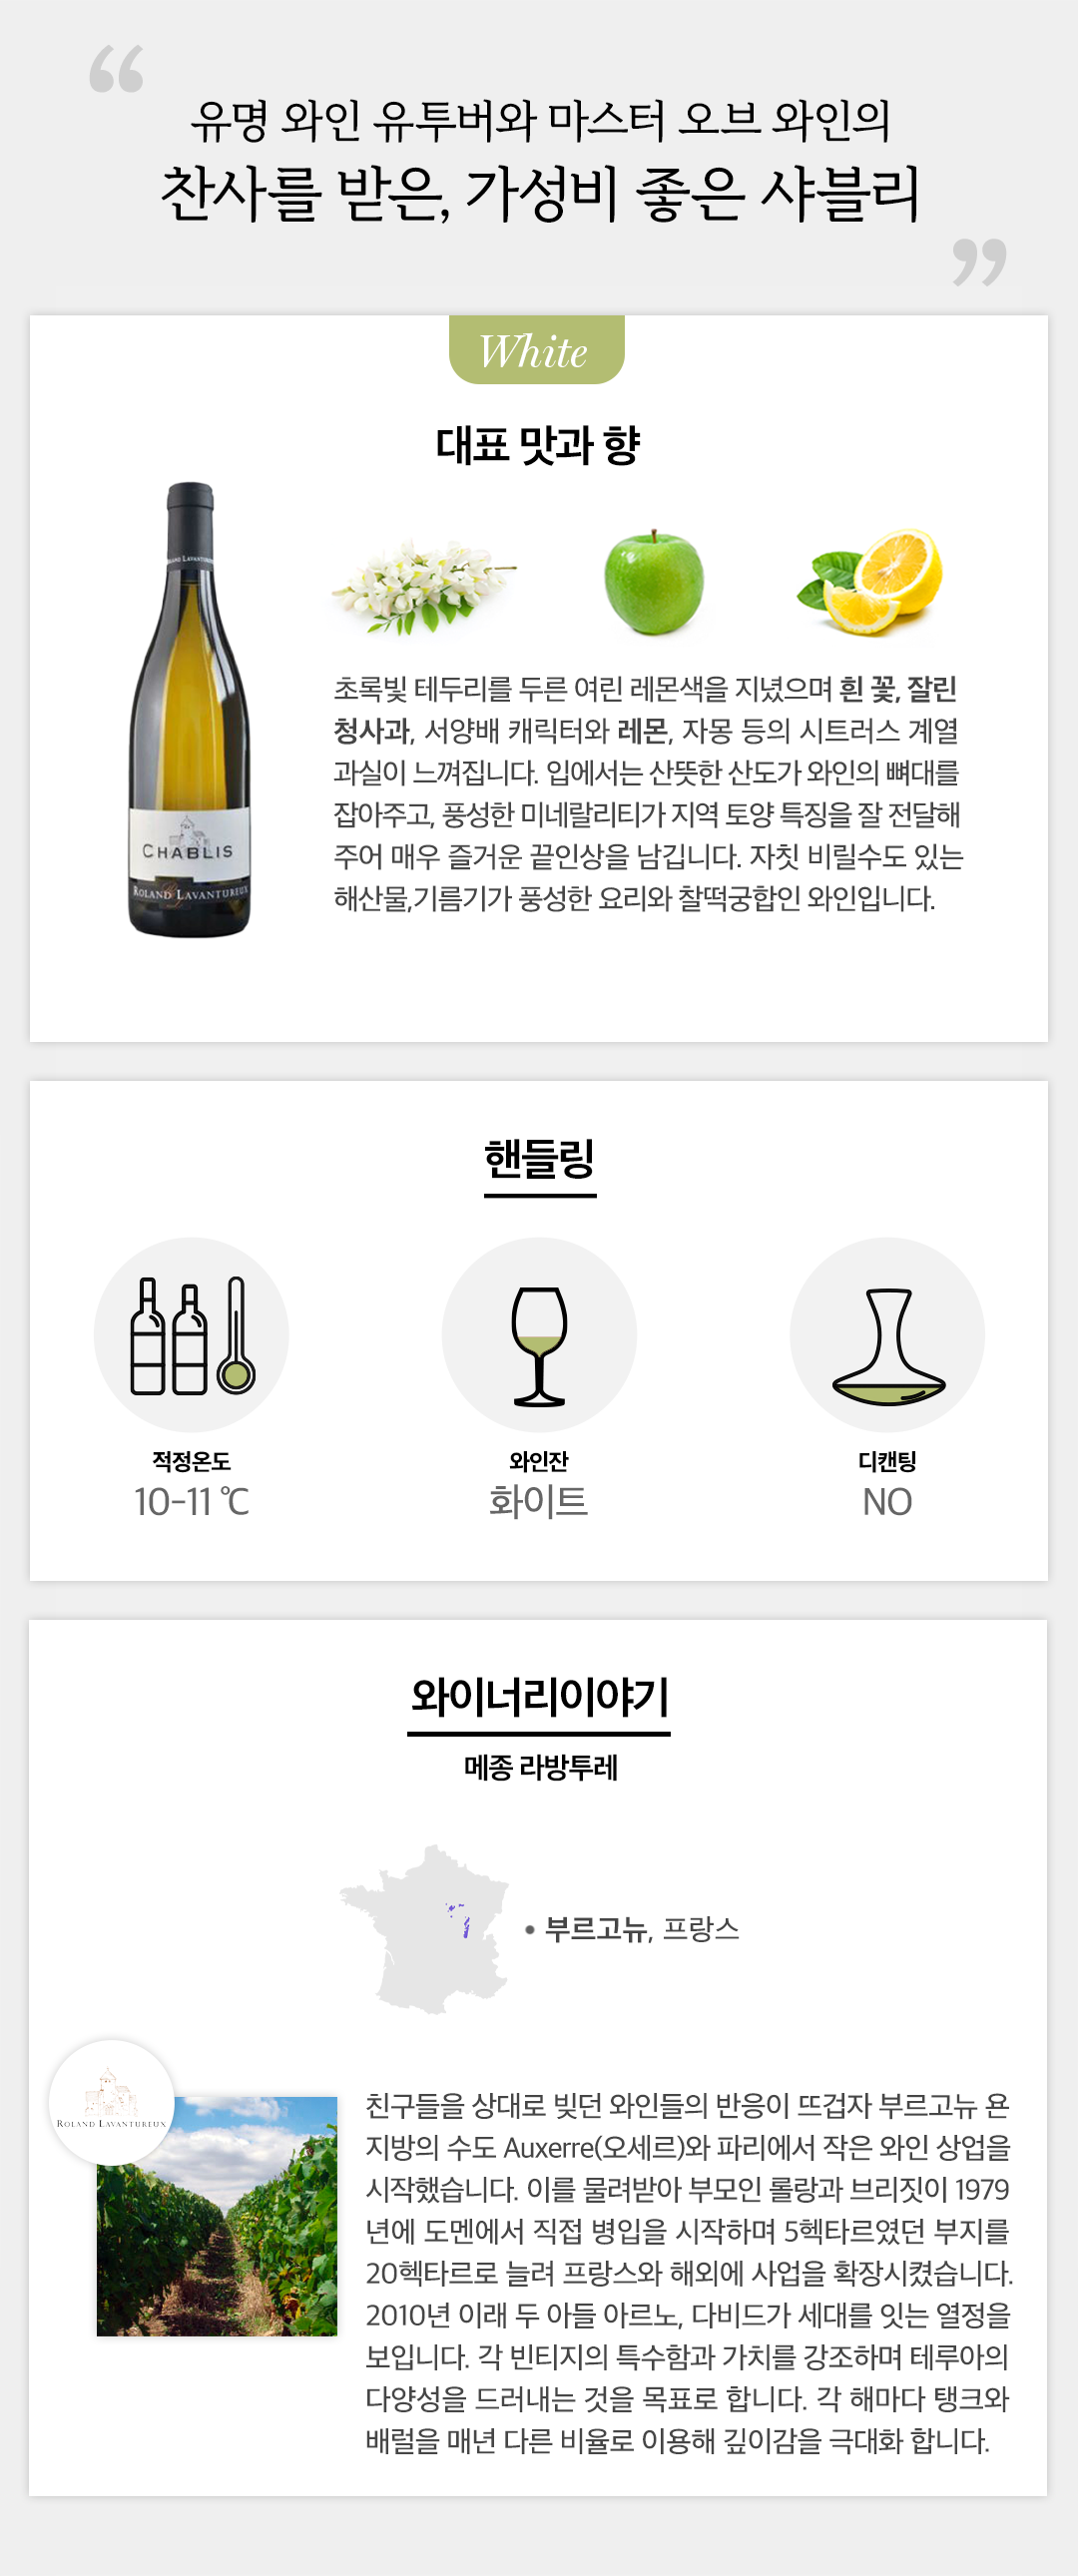 “
유명 와인 유투버와 마스터 오브 와인의
찬사를 받은, 가성비 좋은 샤블리
”
White
대표 맛과 향
ROLAND LAVANTUREUX
CHABLIS
ROLAND LAVANTUREUX
초록빛 테두리를 두른 여린 레몬색을 지녔으며 흰 꽃, 잘린
청사과, 서양배 캐릭터와 레몬, 자몽 등의 시트러스 계열
과실이 느껴집니다. 입에서는 산뜻한 산도가 와인의 뼈대를
잡아주고, 풍성한 미네랄리티가 지역 토양 특징을 잘 전달해
주어 매우 즐거운 끝인상을 남깁니다. 자칫 비릴수도 있는
해산물,기름기가 풍성한 요리와 찰떡궁합인 와인입니다.
핸들링
적정온도
10-11 ℃
와인잔
화이트
디캔팅
NO
와이너리이야기
메종 라방투레
• 부르고뉴, 프랑스
ROLAND LAVANTUREUX
친구들을 상대로 빚던 와인들의 반응이 뜨겁자 부르고뉴 욘
지방의 수도 Auxerre(오세르)와 파리에서 작은 와인 상업을
시작했습니다. 이를 물려받아 부모인 롤랑과 브리짓이 1979
년에 도멘에서 직접 병입을 시작하며 5헥타르였던 부지를
20헥타르로 늘려 프랑스와 해외에 사업을 확장시켰습니다.
2010년 이래 두 아들 아르노, 다비드가 세대를 잇는 열정을
보입니다. 각 빈티지의 특수함과 가치를 강조하며 테루아의
다양성을 드러내는 것을 목표로 합니다. 각 해마다 탱크와
배럴을 매년 다른 비율로 이용해 깊이감을 극대화 합니다.